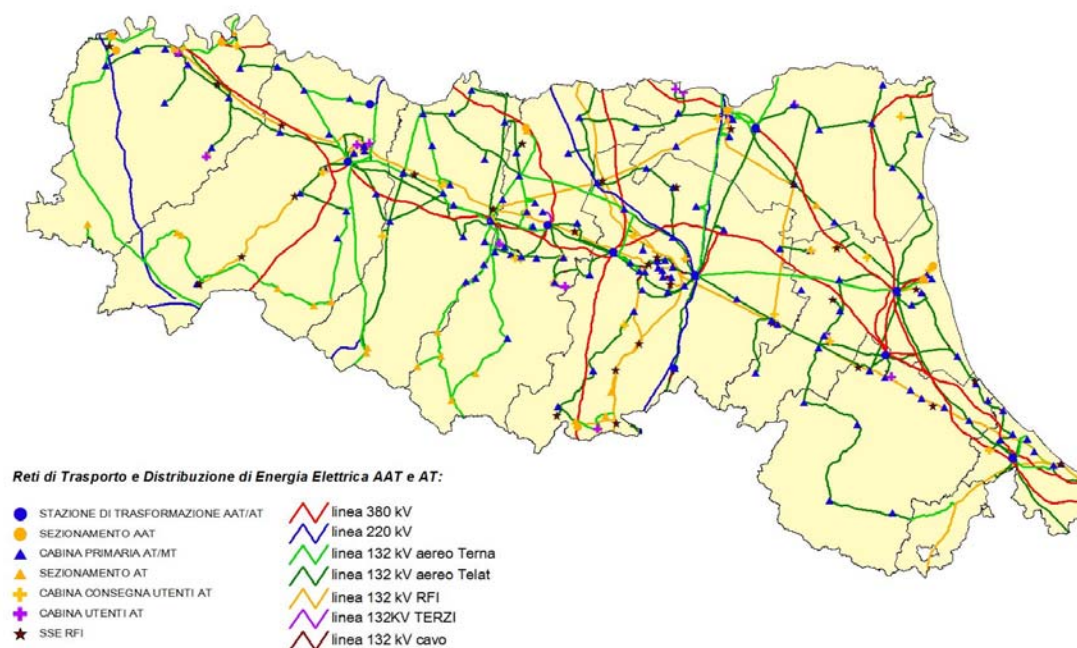 Reti di Trasporto e Distribuzione di Energia Elettrica AAT e AT:
STAZIONE DI TRASFORMAZIONE AAT/AT
SEZIONAMENTO AAT
CABINA PRIMARIA AT/MT
SEZIONAMENTO AT
CABINA CONSEGNA UTENTI AT
CABINA UTENTI AT
SSE RFI
linea 380 kV
linea 220 kV
linea 132 kV aereo Terna
linea 132 kV aereo Telat
linea 132 kV RFI
linea 132KV TERZI
linea 132 kV cavo